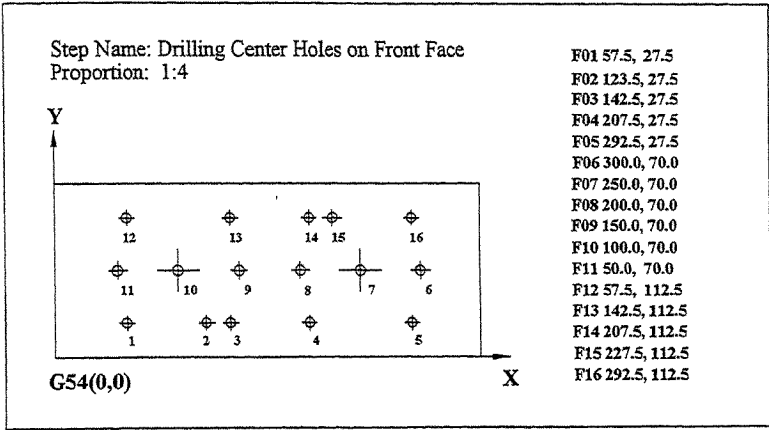 Step Name: Drilling Center Holes on Front Face
Proportion: 1:4
Y
12 13 14 15 16
11 10 9 8 7 6
1 2 3 4 5
G54(0,0)
X
F01 57.5, 27.5
F02 123.5, 27.5
F03 142.5, 27.5
F04 207.5, 27.5
F05 292.5, 27.5
F06 300.0, 70.0
F07 250.0, 70.0
F08 200.0, 70.0
F09 150.0, 70.0
F10 100.0, 70.0
F11 50.0, 70.0
F12 57.5, 112.5
F13 142.5, 112.5
F14 207.5, 112.5
F15 227.5, 112.5
F16 292.5, 112.5